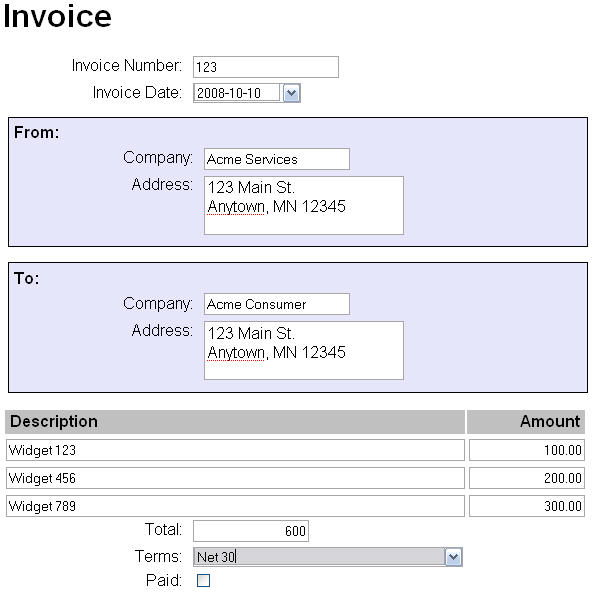 Invoice
Invoice Number: 123
Invoice Date: 2008-10-10
From:
Company: Acme Services
Address: 123 Main St.
Anytown, MN 12345
To:
Company: Acme Consumer
Address: 123 Main St.
Anytown, MN 12345
Description Amount
Widget 123 100.00
Widget 456 200.00
Widget 789 300.00
Total: 600
Terms: Net 30
Paid: